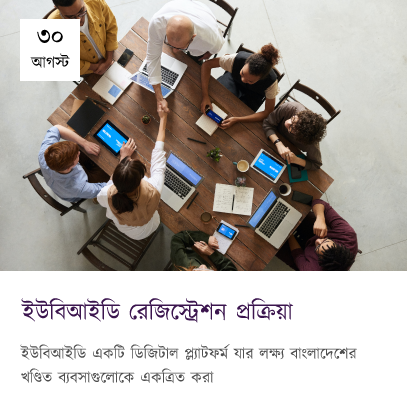 ৩০
আগস্ট
ইউবিআইডি রেজিস্ট্রেশন প্রক্রিয়া
ইউবিআইডি একটি ডিজিটাল প্ল্যাটফর্ম যার লক্ষ্য বাংলাদেশের
খণ্ডিত ব্যবসাগুলোকে একত্রিত করা